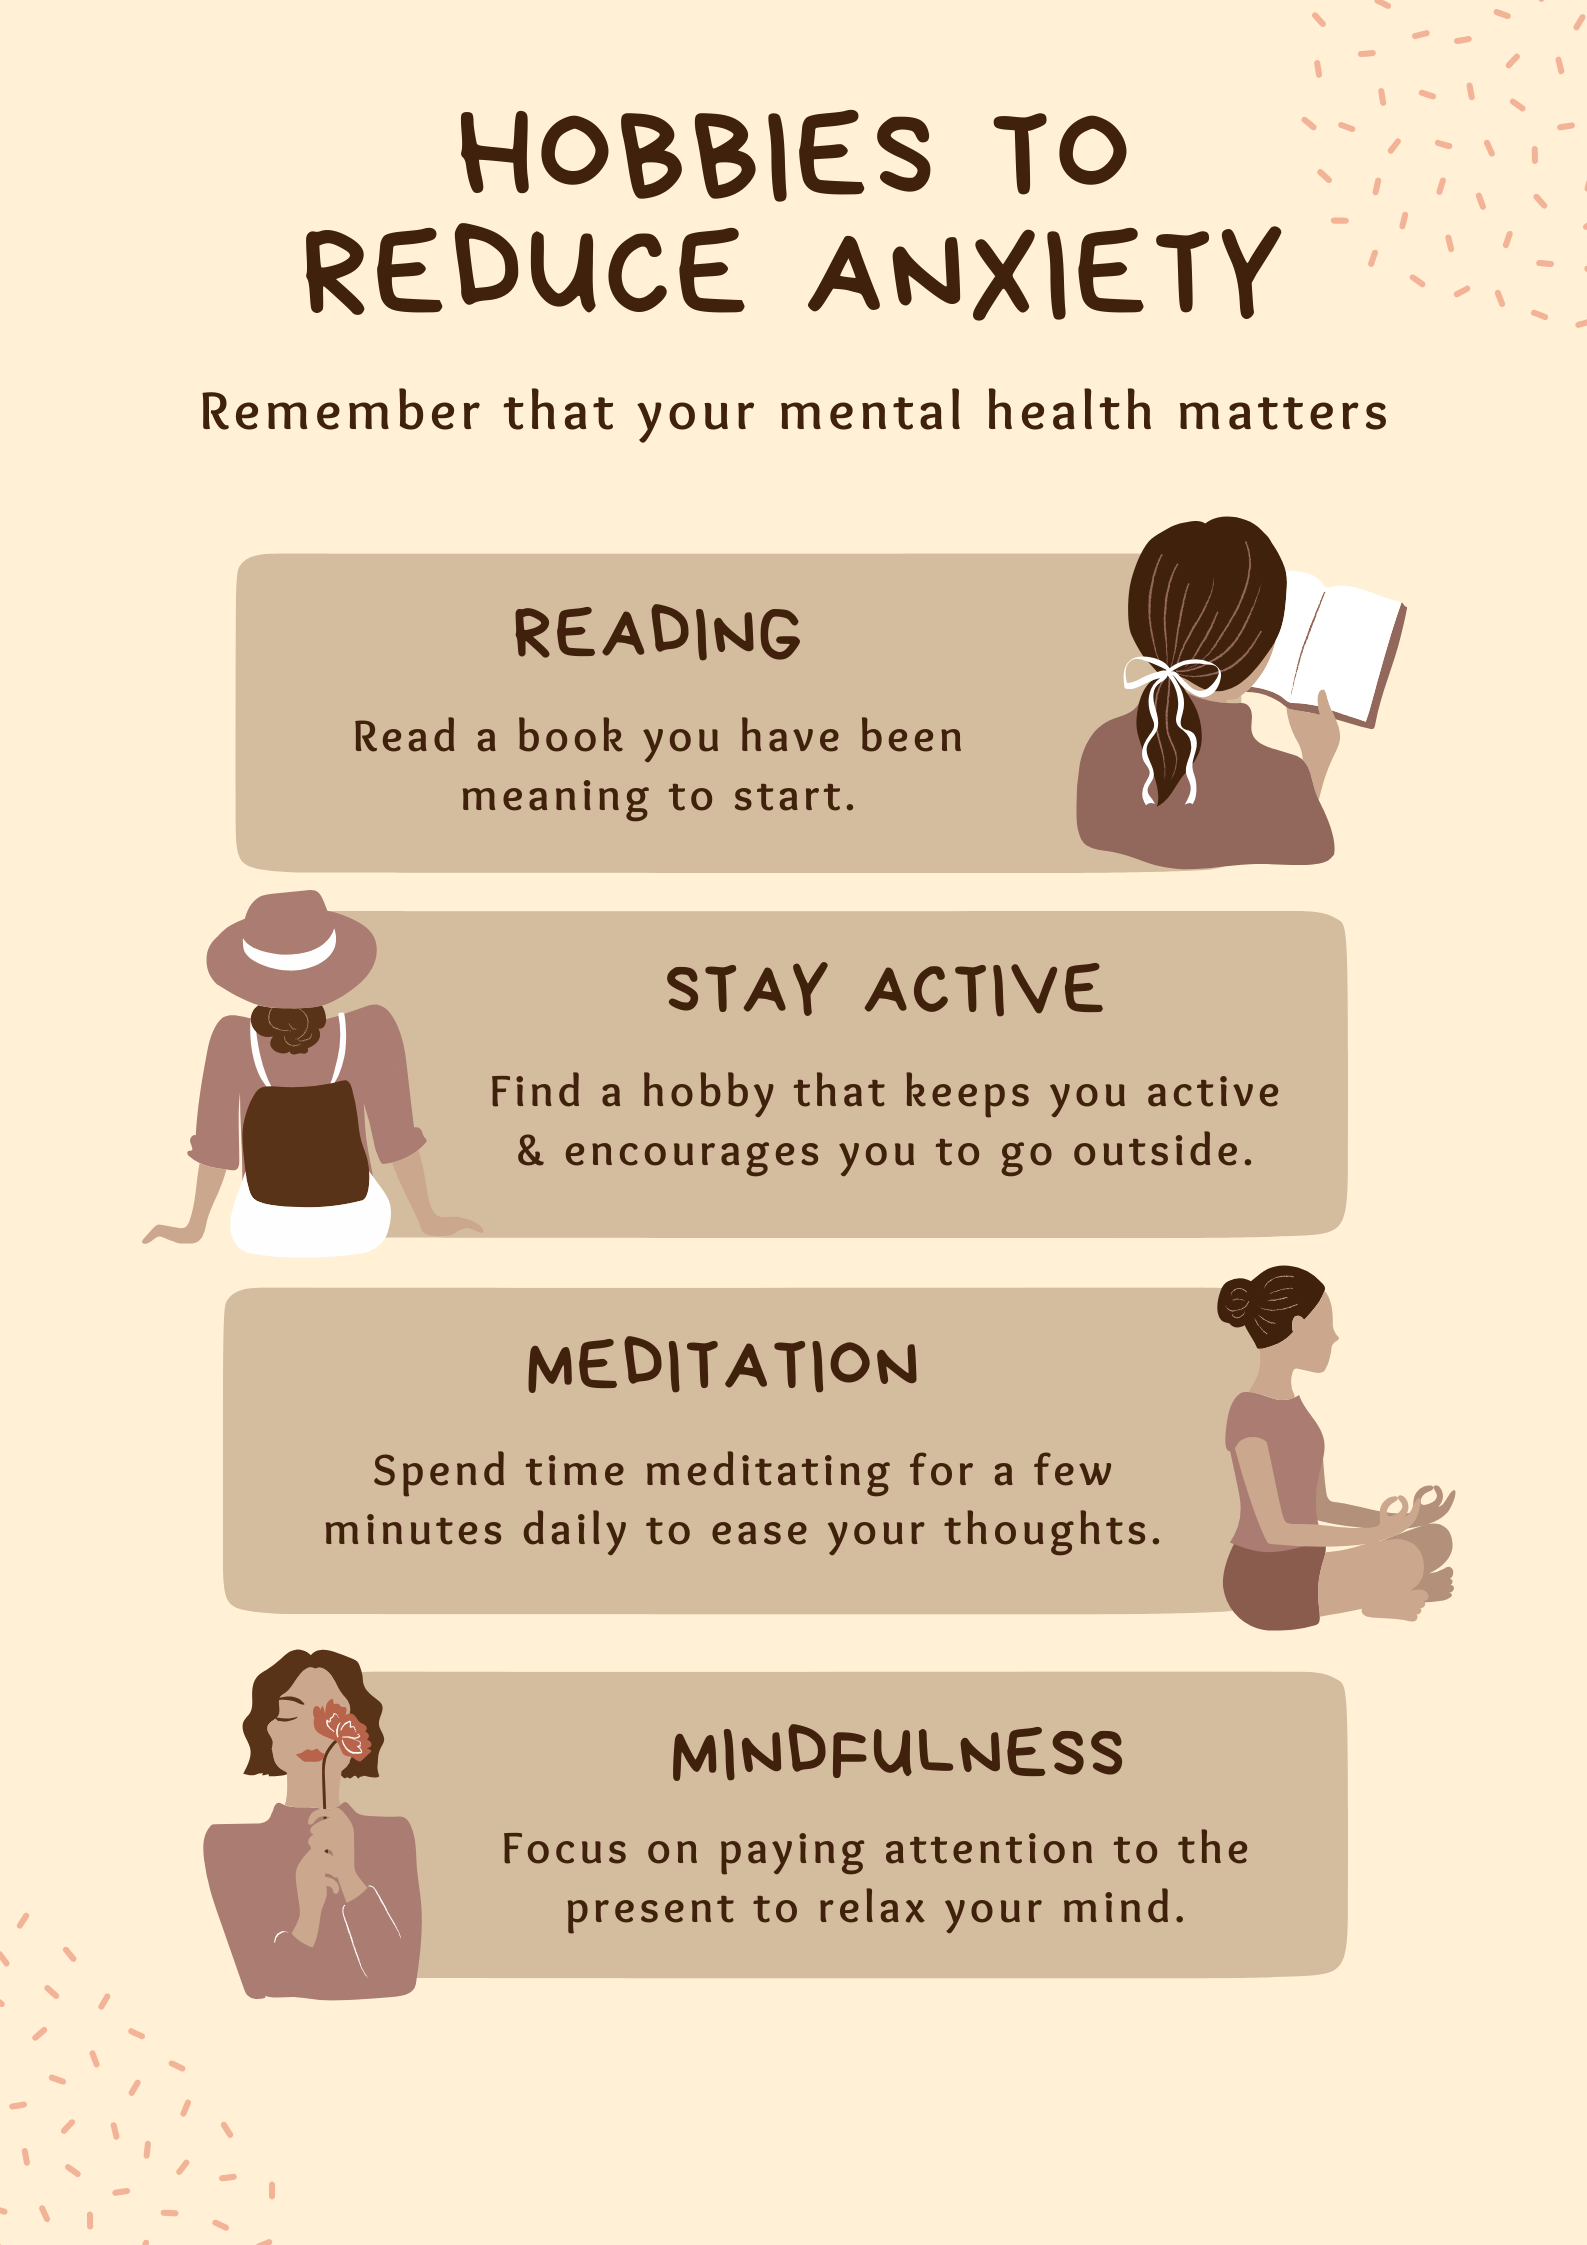 HOBBIES TO
REDUCE ANXIETY
Remember that your mental health matters
READING
Read a book you have been
meaning to start.
STAY ACTIVE
Find a hobby that keeps you active
& encourages you to go outside.
MEDITATION
Spend time meditating for a few
minutes daily to ease your thoughts.
MINDFULNESS
Focus on paying attention to the
present to relax your mind.